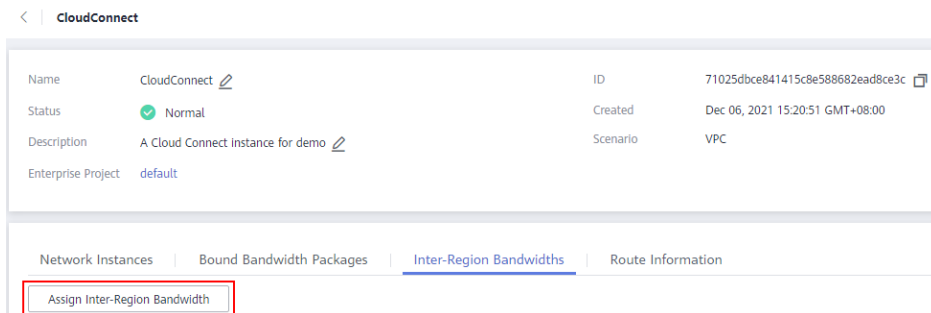 CloudConnect
Name CloudConnect ID 71025dbce841415c8e588682ead8ce3c
Status Normal Created Dec 06, 2021 15:20:51 GMT+08:00
Description A Cloud Connect instance for demo Scenario VPC
Enterprise Project default
Network Instances Bound Bandwidth Packages Inter-Region Bandwidths Route Information
Assign Inter-Region Bandwidth